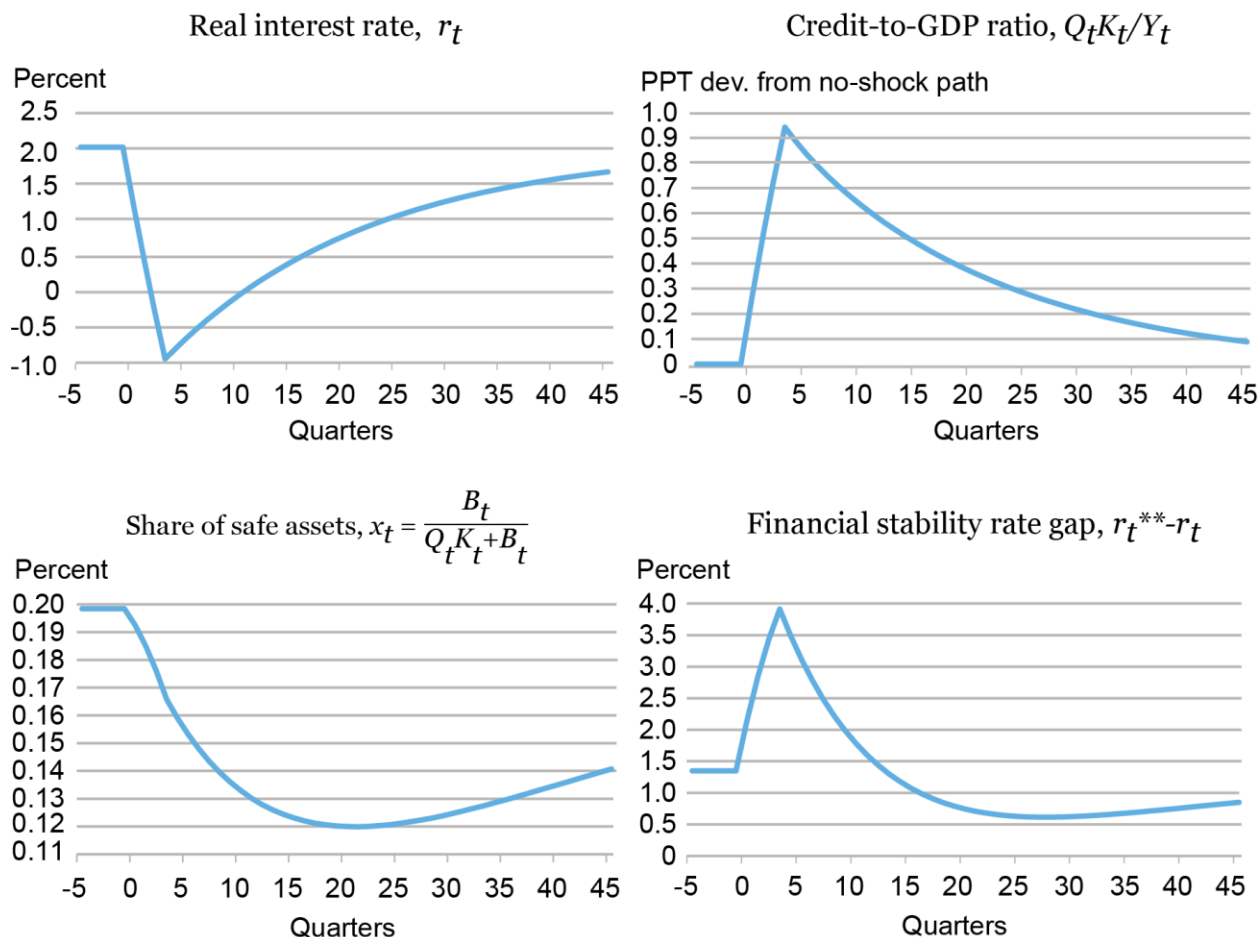 Real interest rate, r_t
Percent
2.5
2.0
1.5
1.0
0.5
0
-0.5
-1.0
-5 0 5 10 15 20 25 30 35 40 45
Quarters
Credit-to-GDP ratio, Q_tK_t/Y_t
PPT dev. from no-shock path
1.0
0.9
0.8
0.7
0.6
0.5
0.4
0.3
0.2
0.1
0
-5 0 5 10 15 20 25 30 35 40 45
Quarters
Share of safe assets, x_t = B_t / Q_tK_t+B_t
Percent
0.20
0.19
0.18
0.17
0.16
0.15
0.14
0.13
0.12
0.11
-5 0 5 10 15 20 25 30 35 40 45
Quarters
Financial stability rate gap, r_t**-r_t
Percent
4.0
3.5
3.0
2.5
2.0
1.5
1.0
0.5
0
-5 0 5 10 15 20 25 30 35 40 45
Quarters